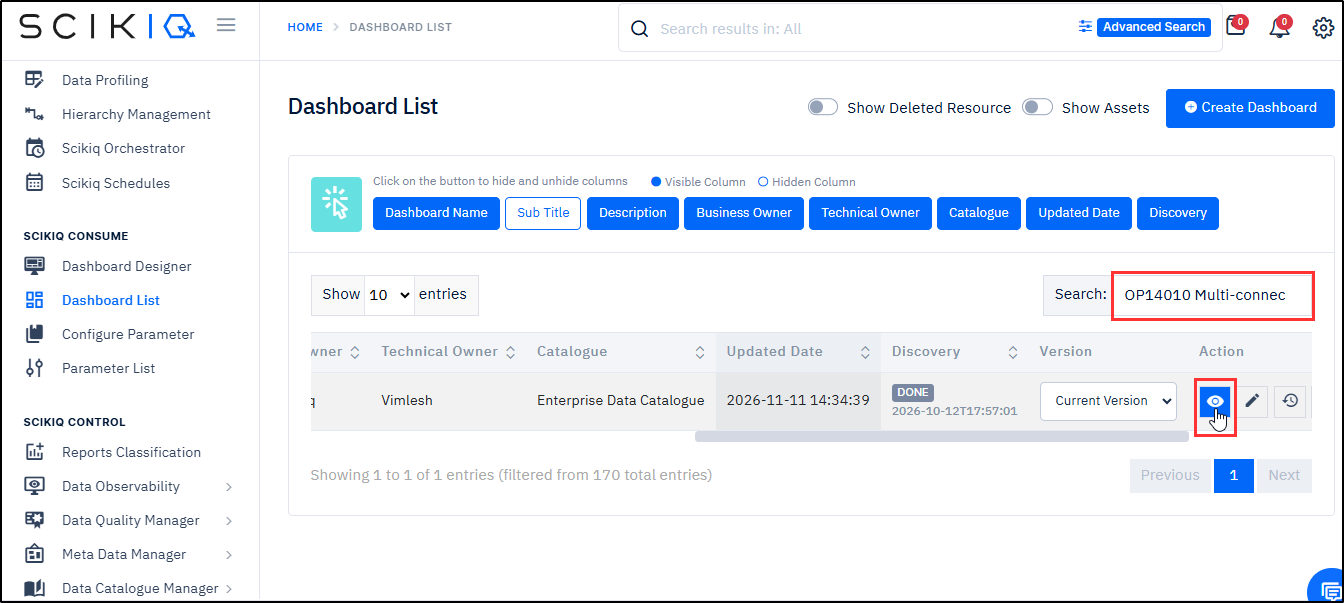 SCIKIQ
HOME > DASHBOARD LIST
Search results in: All
Advanced Search
0
0
Data Profiling
Hierarchy Management
Scikiq Orchestrator
Scikiq Schedules
SCIKIQ CONSUME
Dashboard Designer
Dashboard List
Configure Parameter
Parameter List
SCIKIQ CONTROL
Reports Classification
Data Observability
Data Quality Manager
Meta Data Manager
Data Catalogue Manager
Dashboard List
Show Deleted Resource
Show Assets
Create Dashboard
Click on the button to hide and unhide columns
Visible Column
Hidden Column
Dashboard Name
Sub Title
Description
Business Owner
Technical Owner
Catalogue
Updated Date
Discovery
Show 10 entries
Search: OP14010 Multi-connec
wner Technical Owner Catalogue Updated Date Discovery Version Action
q Vimlesh Enterprise Data Catalogue 2026-11-11 14:34:39 DONE Current Version
2026-10-12T17:57:01
Showing 1 to 1 of 1 entries (filtered from 170 total entries)
Previous 1 Next